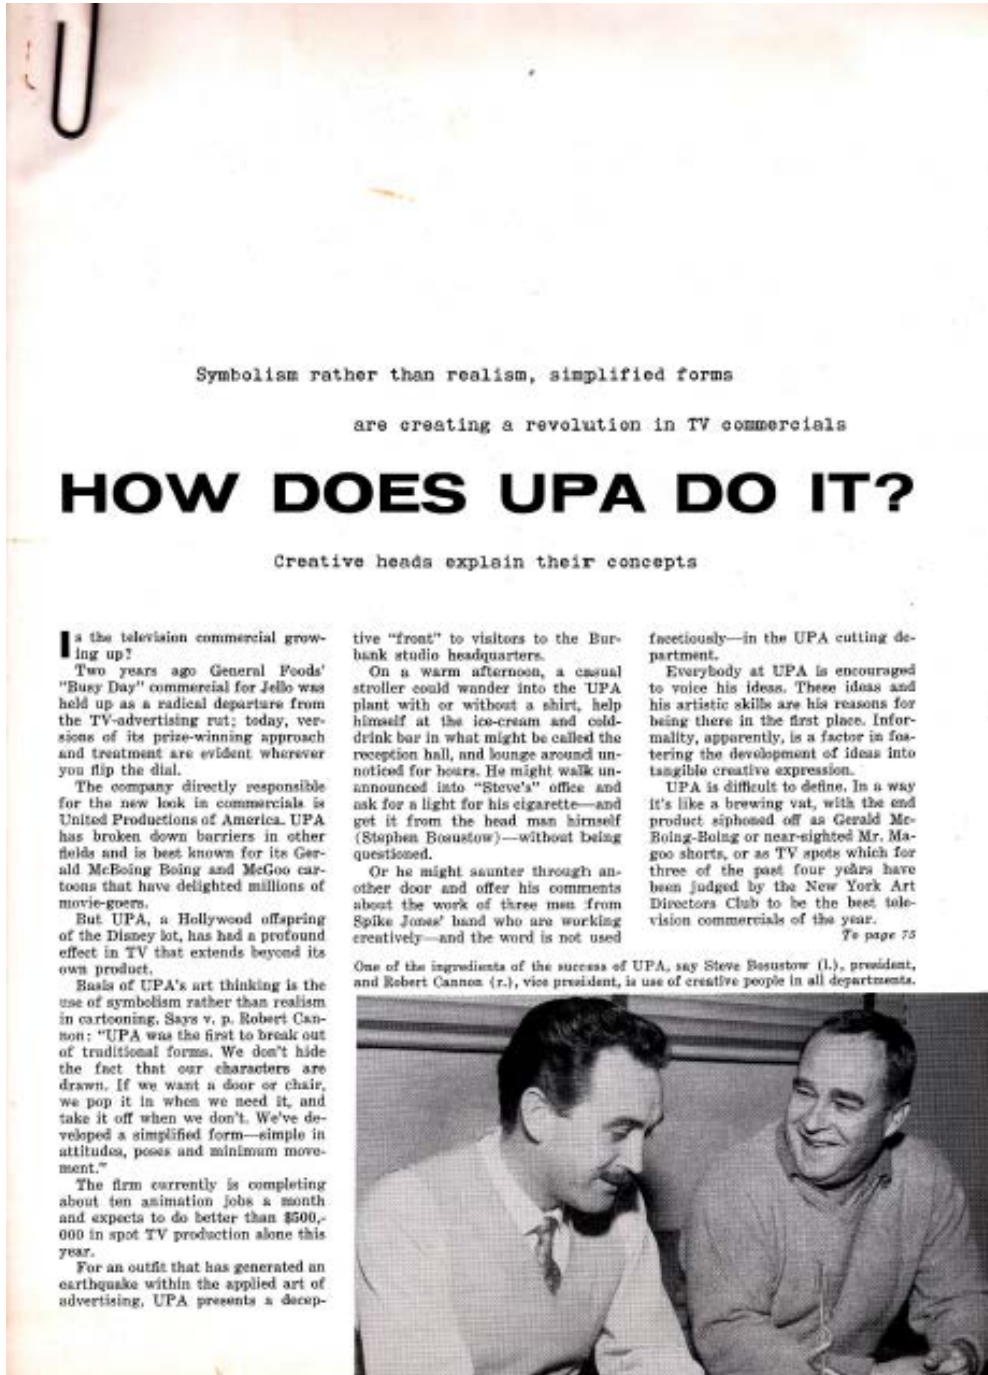 Symbolism rather than realism, simplified forms
are creating a revolution in TV commercials
HOW DOES UPA DO IT?
Creative heads explain their concepts
Is the television commercial grow-
ing up?
Two years ago General Foods'
"Busy Day" commercial for Jello was
held up as a radical departure from
the TV-advertising rut; today, ver-
sions of its prize-winning approach
and treatment are evident wherever
you flip the dial.
The company directly responsible
for the new look in commercials is
United Productions of America. UPA
has broken down barriers in other
fields and is best known for its Ger-
ald McBoing Boing and McGoo car-
toons that have delighted millions of
movie-goers.
But UPA, a Hollywood offspring
of the Disney lot, has had a profound
effect in TV that extends beyond its
own product.
Basis of UPA's art thinking is the
use of symbolism rather than realism
in cartooning. Says v. p. Robert Can-
non: "UPA was the first to break out
of traditional forms. We don't hide
the fact that our characters are
drawn. If we want a door or chair,
we pop it in when we need it, and
take it off when we don't. We've de-
veloped a simplified form—simple in
attitudes, poses and minimum move-
ment."
The firm currently is completing
about ten animation jobs a month
and expects to do better than $500,-
000 in spot TV production alone this
year.
For an outfit that has generated an
earthquake within the applied art of
advertising, UPA presents a decep-
tive "front" to visitors to the Bur-
bank studio headquarters.
On a warm afternoon, a casual
stroller could wander into the UPA
plant with or without a shirt, help
himself at the ice-cream and cold-
drink bar in what might be called the
reception hall, and lounge around un-
noticed for hours. He might walk un-
announced into "Steve's" office and
ask for a light for his cigarette—and
get it from the head man himself
(Stephen Bosustow)—without being
questioned.
Or he might saunter through an-
other door and offer his comments
about the work of three men from
Spike Jones' band who are working
creatively—and the word is not used
facetiously—in the UPA cutting de-
partment.
Everybody at UPA is encouraged
to voice his ideas. These ideas and
his artistic skills are his reasons for
being there in the first place. Infor-
mality, apparently, is a factor in fos-
tering the development of ideas into
tangible creative expression.
UPA is difficult to define. In a way
it's like a brewing vat, with the end
product siphoned off as Gerald Mc-
Boing-Boing or near-sighted Mr. Ma-
goo shorts, or as TV spots which for
three of the past four years have
been judged by the New York Art
Directors Club to be the best tele-
vision commercials of the year.
To page 75
One of the ingredients of the success of UPA, say Steve Bosustow (l.), president,
and Robert Cannon (r.), vice president, is use of creative people in all departments.